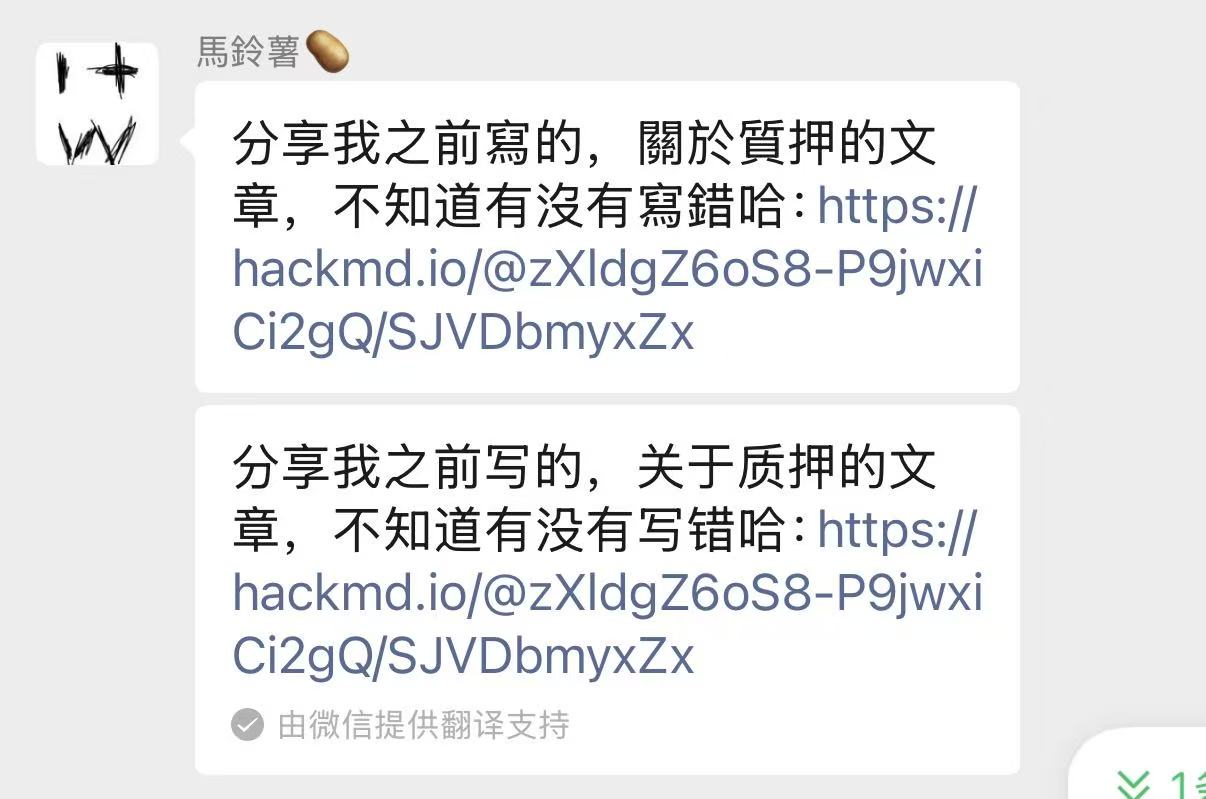 馬鈴薯🥔
分享我之前寫的，關於質押的文
章，不知道有沒有寫錯哈：https://
hackmd.io/@zXldgZ6oS8-P9jwxi
Ci2gQ/SJVDbmyxZx
分享我之前写的，关于质押的文
章，不知道有没有写错哈：https://
hackmd.io/@zXldgZ6oS8-P9jwxi
Ci2gQ/SJVDbmyxZx
由微信提供翻译支持
1